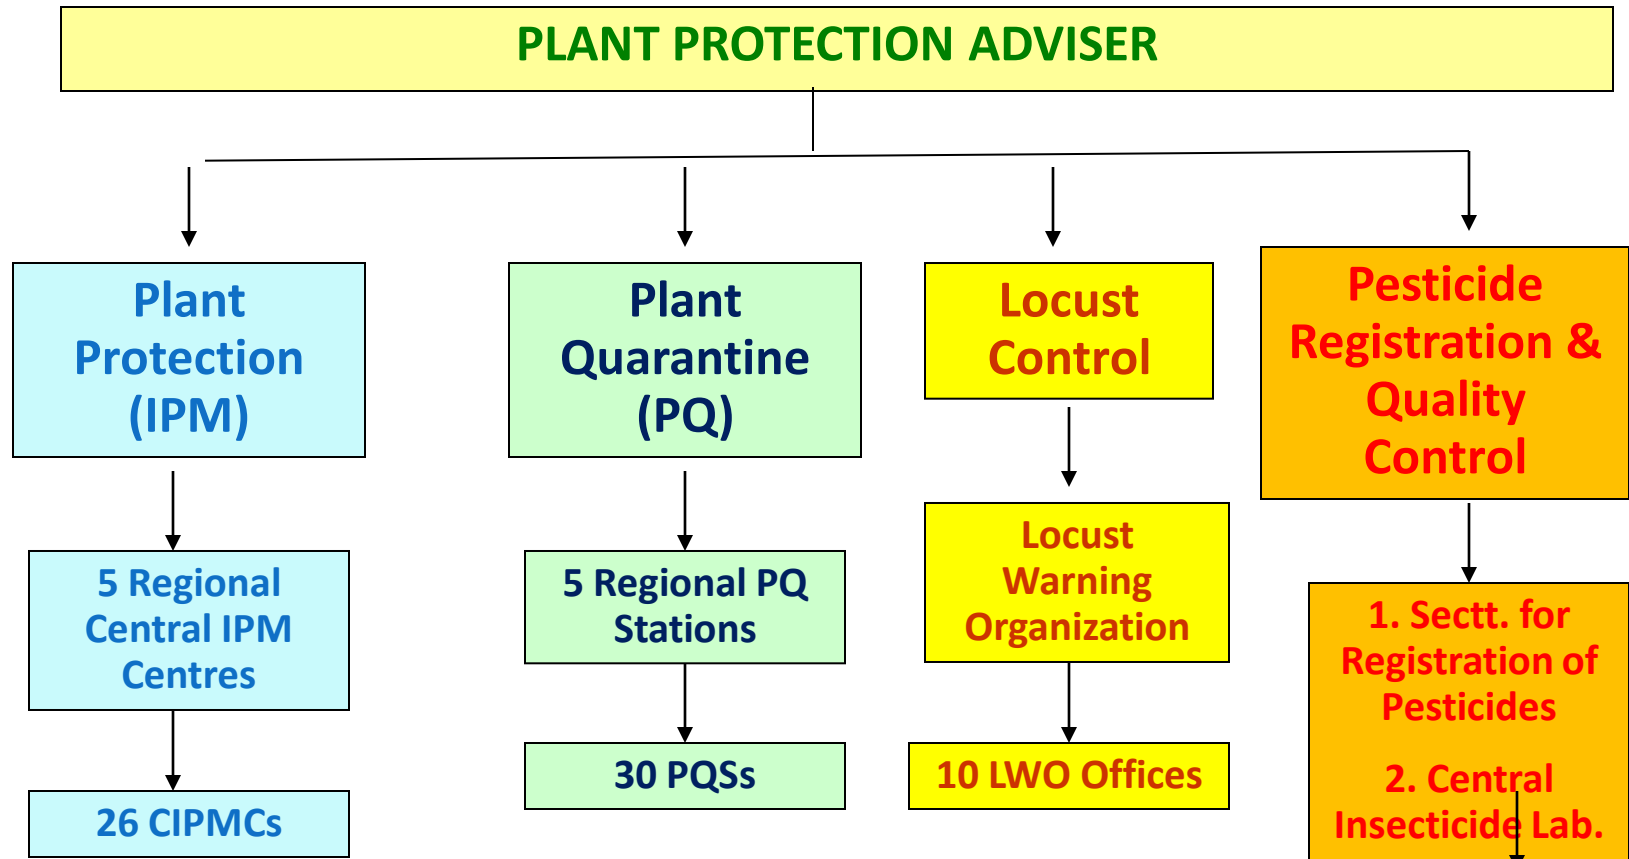 PLANT PROTECTION ADVISER
Plant
Protection
(IPM)
Plant
Quarantine
(PQ)
Locust
Control
Pesticide
Registration &
Quality
Control
5 Regional
Central IPM
Centres
5 Regional PQ
Stations
Locust
Warning
Organization
1. Sectt. for
Registration of
Pesticides
2. Central
Insecticide Lab.
26 CIPMCs
30 PQSs
10 LWO Offices